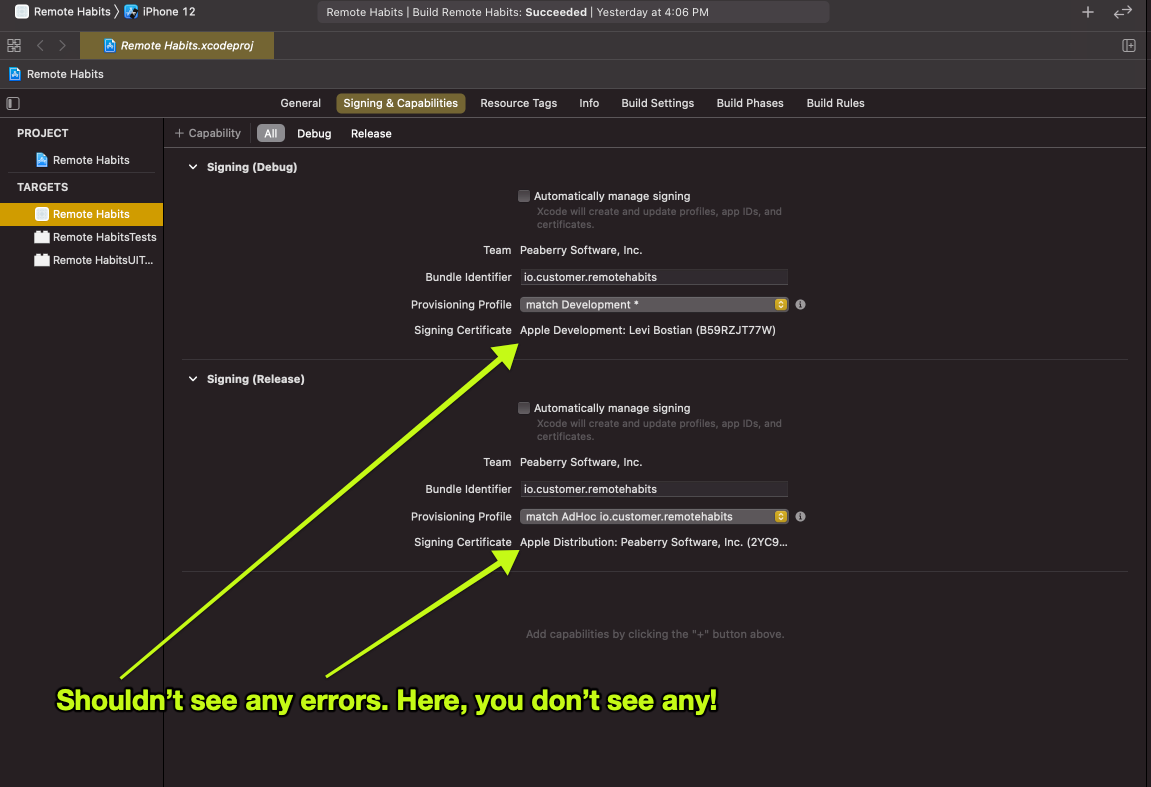 Remote Habits 〉 iPhone 12
Remote Habits | Build Remote Habits: Succeeded | Yesterday at 4:06 PM
Remote Habits.xcodeproj
Remote Habits
General Signing & Capabilities Resource Tags Info Build Settings Build Phases Build Rules
PROJECT
Remote Habits
TARGETS
Remote Habits
Remote HabitsTests
Remote HabitsUIT...
+ Capability All Debug Release
Signing (Debug)
Automatically manage signing
Xcode will create and update profiles, app IDs, and
certificates.
Team Peaberry Software, Inc.
Bundle Identifier io.customer.remotehabits
Provisioning Profile match Development *
Signing Certificate Apple Development: Levi Bostian (B59RZJT77W)
Signing (Release)
Automatically manage signing
Xcode will create and update profiles, app IDs, and
certificates.
Team Peaberry Software, Inc.
Bundle Identifier io.customer.remotehabits
Provisioning Profile match AdHoc io.customer.remotehabits
Signing Certificate Apple Distribution: Peaberry Software, Inc. (2YC9...
Add capabilities by clicking the "+" button above.
Shouldn't see any errors. Here, you don't see any!